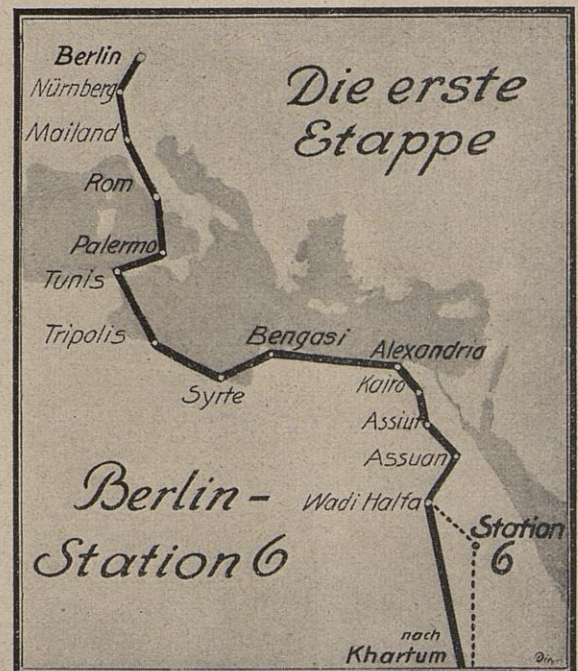 Die erste
Etappe
Berlin
Nürnberg
Mailand
Rom
Palermo
Tunis
Tripolis
Syrte
Bengasi
Alexandria
Kairo
Assiut
Assuan
Wadi Halfa
Station
6
Berlin-
Station 6
nach
Khartum